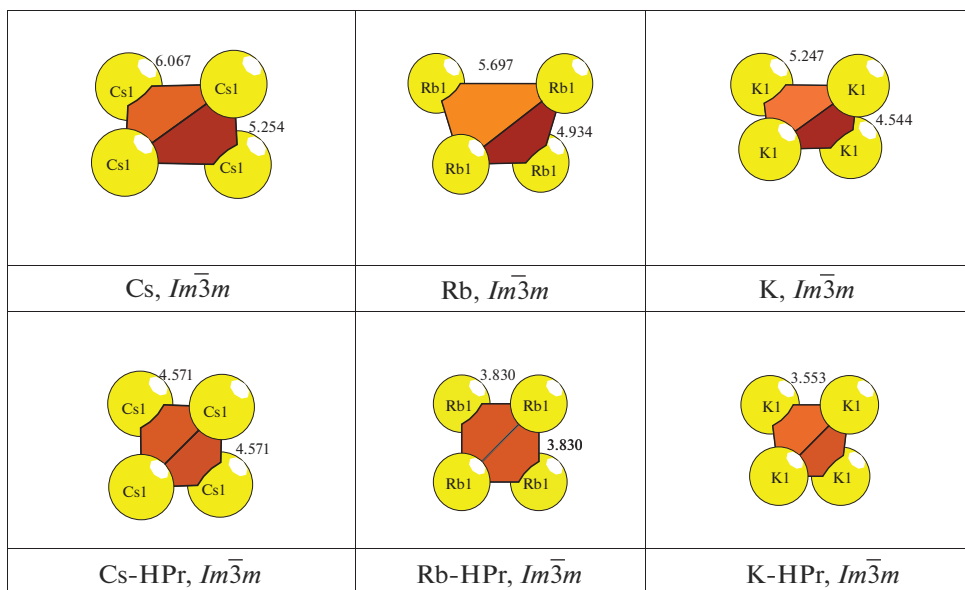 6.067
Cs1 Cs1
5.254
Cs1 Cs1
5.697
Rb1 Rb1
4.934
Rb1 Rb1
5.247
K1 K1
4.544
K1 K1
Cs, Im3̅m
Rb, Im3̅m
K, Im3̅m
4.571
Cs1 Cs1
4.571
Cs1 Cs1
3.830
Rb1 Rb1
3.830
Rb1 Rb1
3.553
K1 K1
K1 K1
Cs-HPr, Im3̅m
Rb-HPr, Im3̅m
K-HPr, Im3̅m